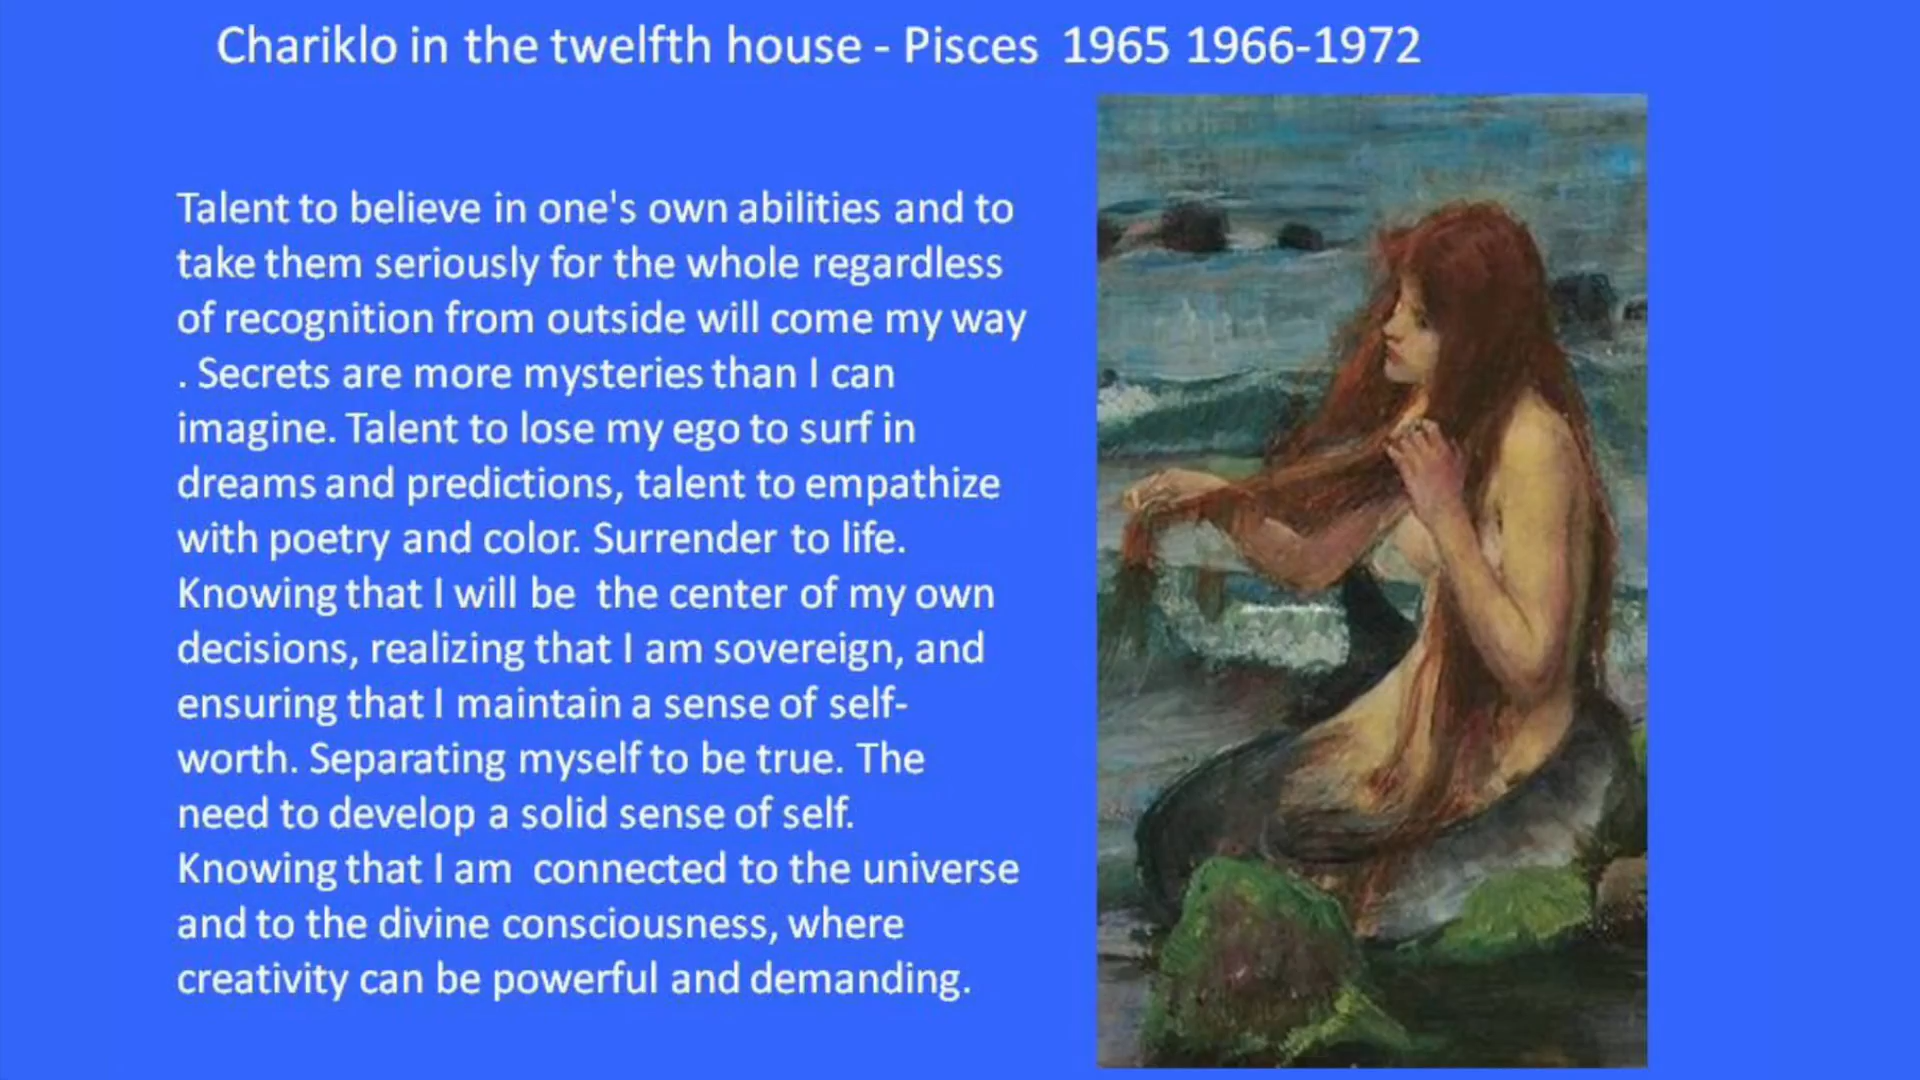 Chariklo in the twelfth house - Pisces 1965 1966-1972
Talent to believe in one's own abilities and to
take them seriously for the whole regardless
of recognition from outside will come my way
. Secrets are more mysteries than I can
imagine. Talent to lose my ego to surf in
dreams and predictions, talent to empathize
with poetry and color. Surrender to life.
Knowing that I will be the center of my own
decisions, realizing that I am sovereign, and
ensuring that I maintain a sense of self-
worth. Separating myself to be true. The
need to develop a solid sense of self.
Knowing that I am connected to the universe
and to the divine consciousness, where
creativity can be powerful and demanding.